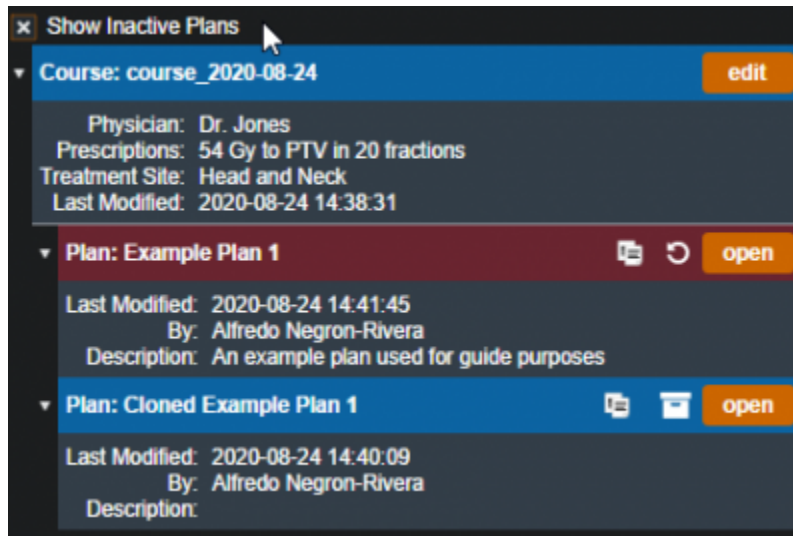 Show Inactive Plans
Course: course_2020-08-24 edit
Physician: Dr. Jones
Prescriptions: 54 Gy to PTV in 20 fractions
Treatment Site: Head and Neck
Last Modified: 2020-08-24 14:38:31
Plan: Example Plan 1 open
Last Modified: 2020-08-24 14:41:45
By: Alfredo Negron-Rivera
Description: An example plan used for guide purposes
Plan: Cloned Example Plan 1 open
Last Modified: 2020-08-24 14:40:09
By: Alfredo Negron-Rivera
Description: